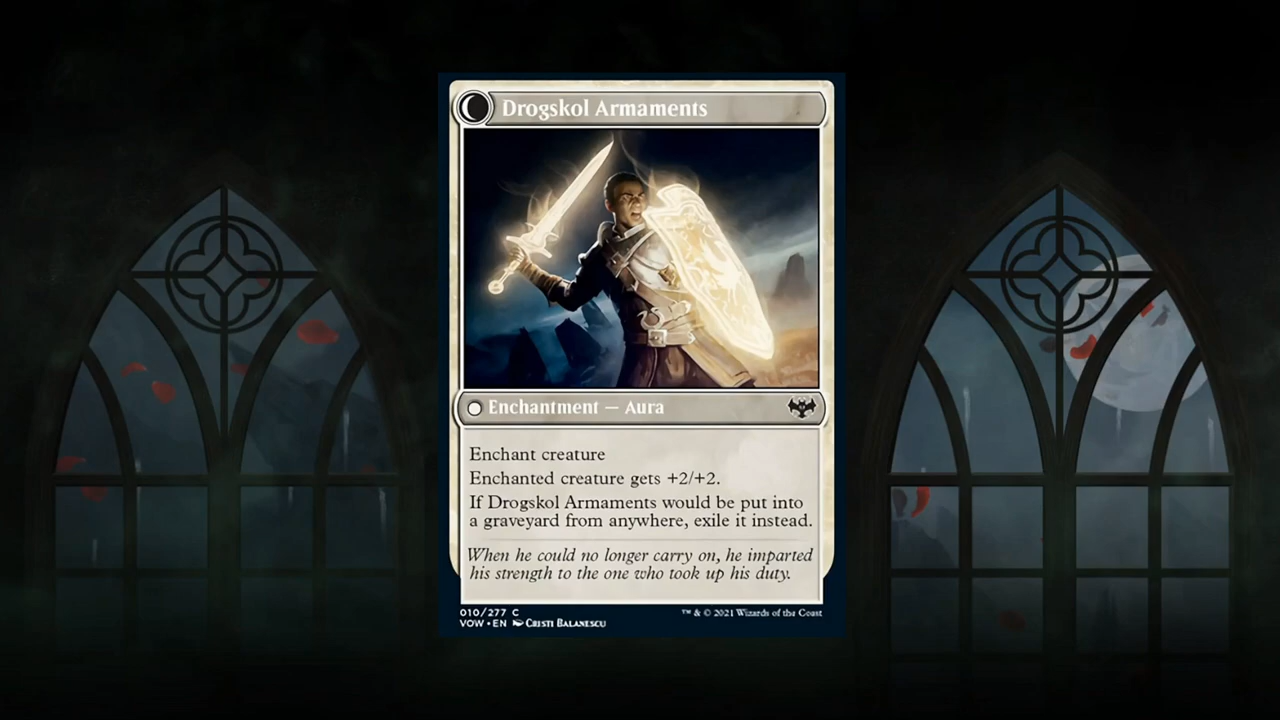 Drogskol Armaments
Enchantment — Aura
Enchant creature
Enchanted creature gets +2/+2.
If Drogskol Armaments would be put into
a graveyard from anywhere, exile it instead.
When he could no longer carry on, he imparted
his strength to the one who took up his duty.
010/277 C
VOW • EN Cristi Balanescu
™ & © 2021 Wizards of the Coast